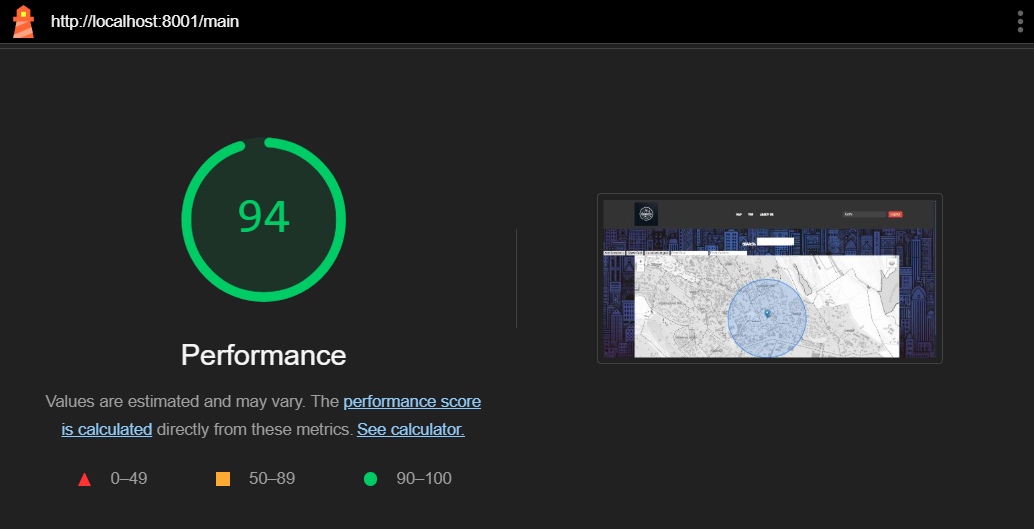 http://localhost:8001/main
94
Performance
Values are estimated and may vary. The performance score
is calculated directly from these metrics. See calculator.
0–49
50–89
90–100